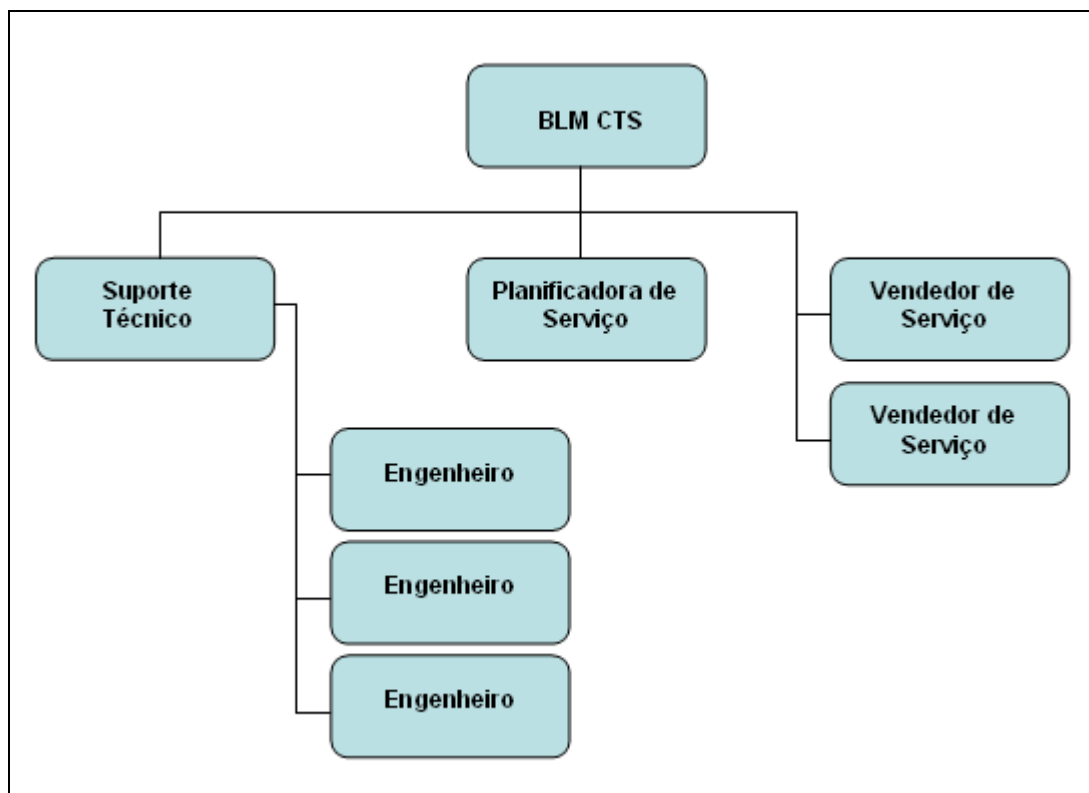 BLM CTS
Suporte
Técnico
Planificadora de
Serviço
Vendedor de
Serviço
Vendedor de
Serviço
Engenheiro
Engenheiro
Engenheiro